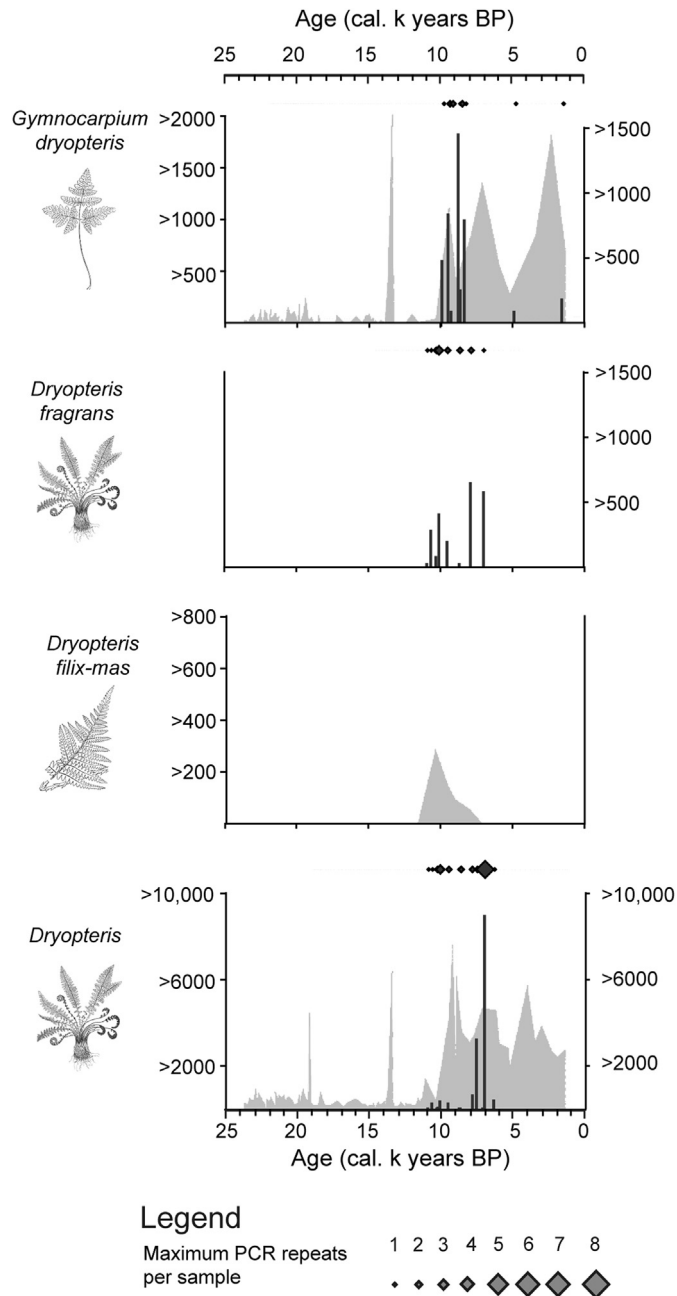 Age (cal. k years BP)
25 20 15 10 5 0
Gymnocarpium
dryopteris
>2000
>1500
>1000
>500
>1500
>1000
>500
Dryopteris
fragrans
>1500
>1000
>500
Dryopteris
filix-mas
>800
>600
>400
>200
Dryopteris
>10,000
>6000
>2000
>10,000
>6000
>2000
25 20 15 10 5 0
Age (cal. k years BP)
Legend
Maximum PCR repeats
per sample
1 2 3 4 5 6 7 8